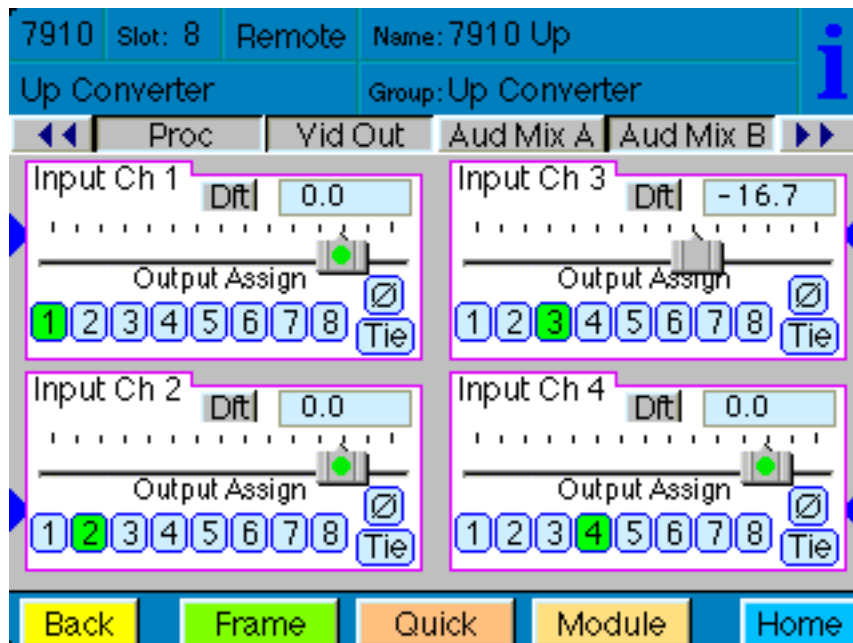 7910 Slot: 8 Remote Name: 7910 Up
Up Converter Group: Up Converter
Proc Vid Out Aud Mix A Aud Mix B
Input Ch 1 Dft 0.0
Output Assign
1 2 3 4 5 6 7 8 Ø Tie
Input Ch 3 Dft -16.7
Output Assign
1 2 3 4 5 6 7 8 Ø Tie
Input Ch 2 Dft 0.0
Output Assign
1 2 3 4 5 6 7 8 Ø Tie
Input Ch 4 Dft 0.0
Output Assign
1 2 3 4 5 6 7 8 Ø Tie
Back Frame Quick Module Home